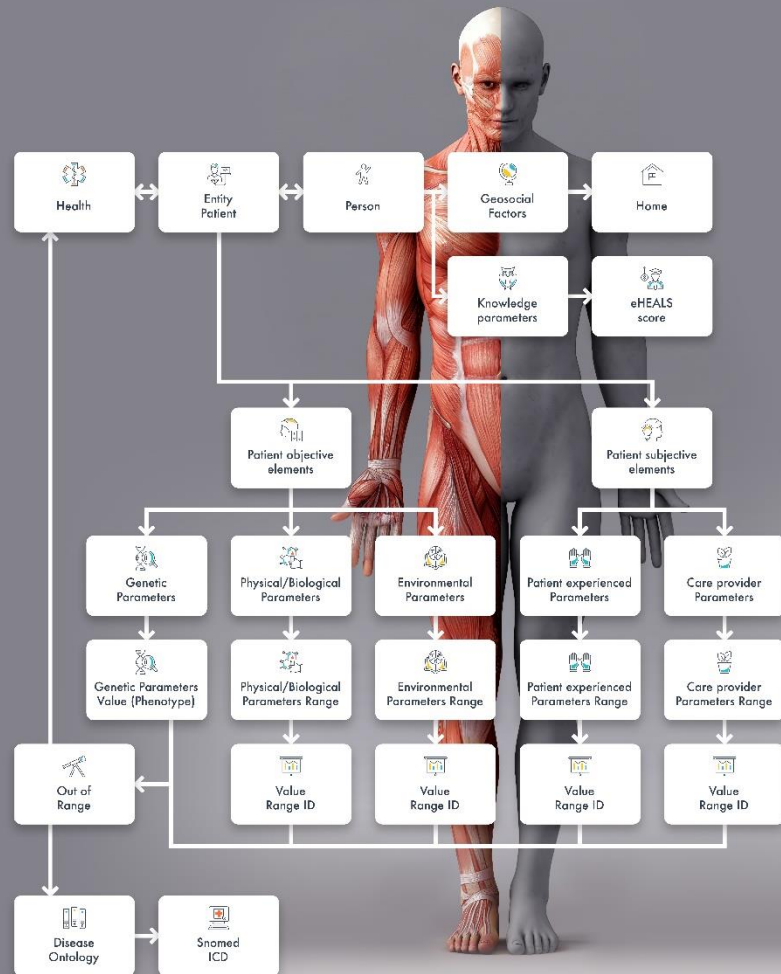 Health
Entity
Patient
Person
Geosocial
Factors
Home
Knowledge
parameters
eHEALS
score
Patient objective
elements
Patient subjective
elements
Genetic
Parameters
Physical/Biological
Parameters
Environmental
Parameters
Patient experienced
Parameters
Care provider
Parameters
Genetic Parameters
Value (Phenotype)
Physical/Biological
Parameters Range
Environmental
Parameters Range
Patient experienced
Parameters Range
Care provider
Parameters Range
Out of
Range
Value
Range ID
Value
Range ID
Value
Range ID
Value
Range ID
Disease
Ontology
Snomed
ICD